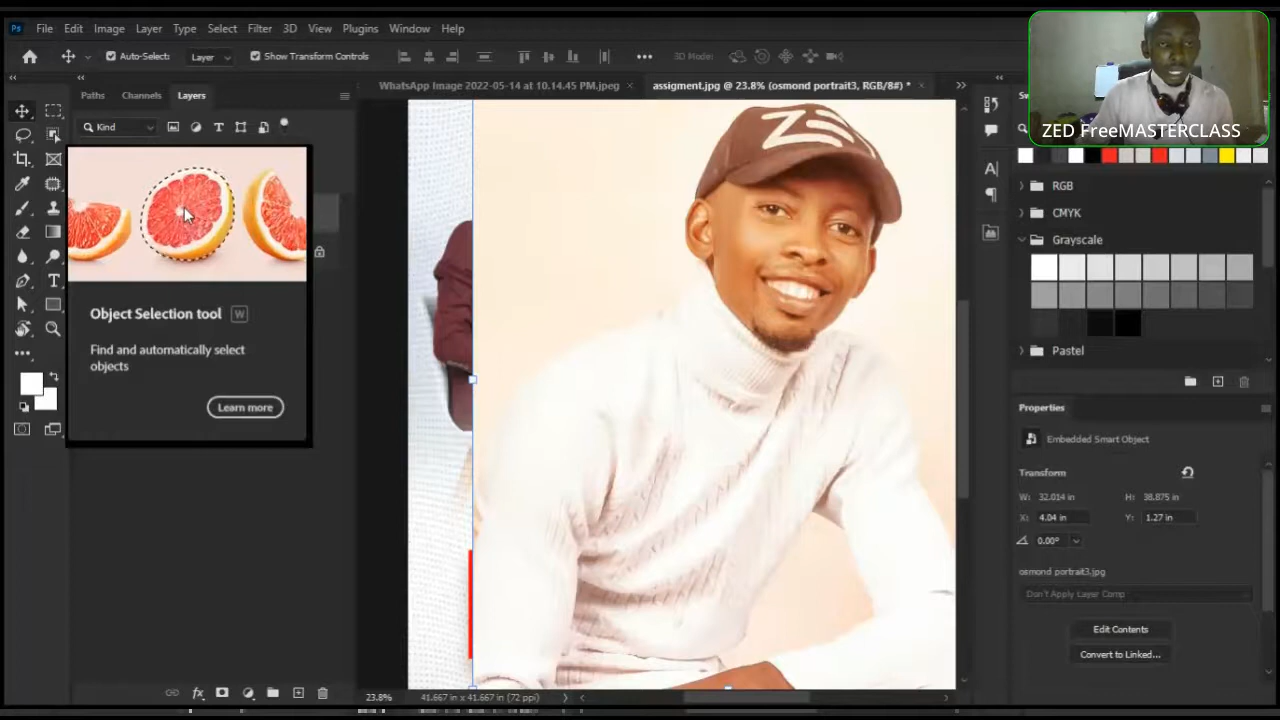 Ps File Edit Image Layer Type Select Filter 3D View Plugins Window Help
Auto-Select: Layer Show Transform Controls 3D Mode:
ZED FreeMASTERCLASS
WhatsApp Image 2022-05-14 at 10.14.45 PM.jpeg × assigment.jpg @ 23.8% (osmond portrait3, RGB/8#) * ×
Paths Channels Layers
Kind
ZE
Object Selection tool W
Find and automatically select
objects
Learn more
RGB
CMYK
Grayscale
Pastel
Properties
Embedded Smart Object
Transform
W: 32.014 in H: 38.875 in
X: 4.04 in Y: 1.27 in
0.00°
osmond portrait3.jpg
Don't Apply Layer Comp
Edit Contents
Convert to Linked...
23.8% 41.667 in x 41.667 in (72 ppi)